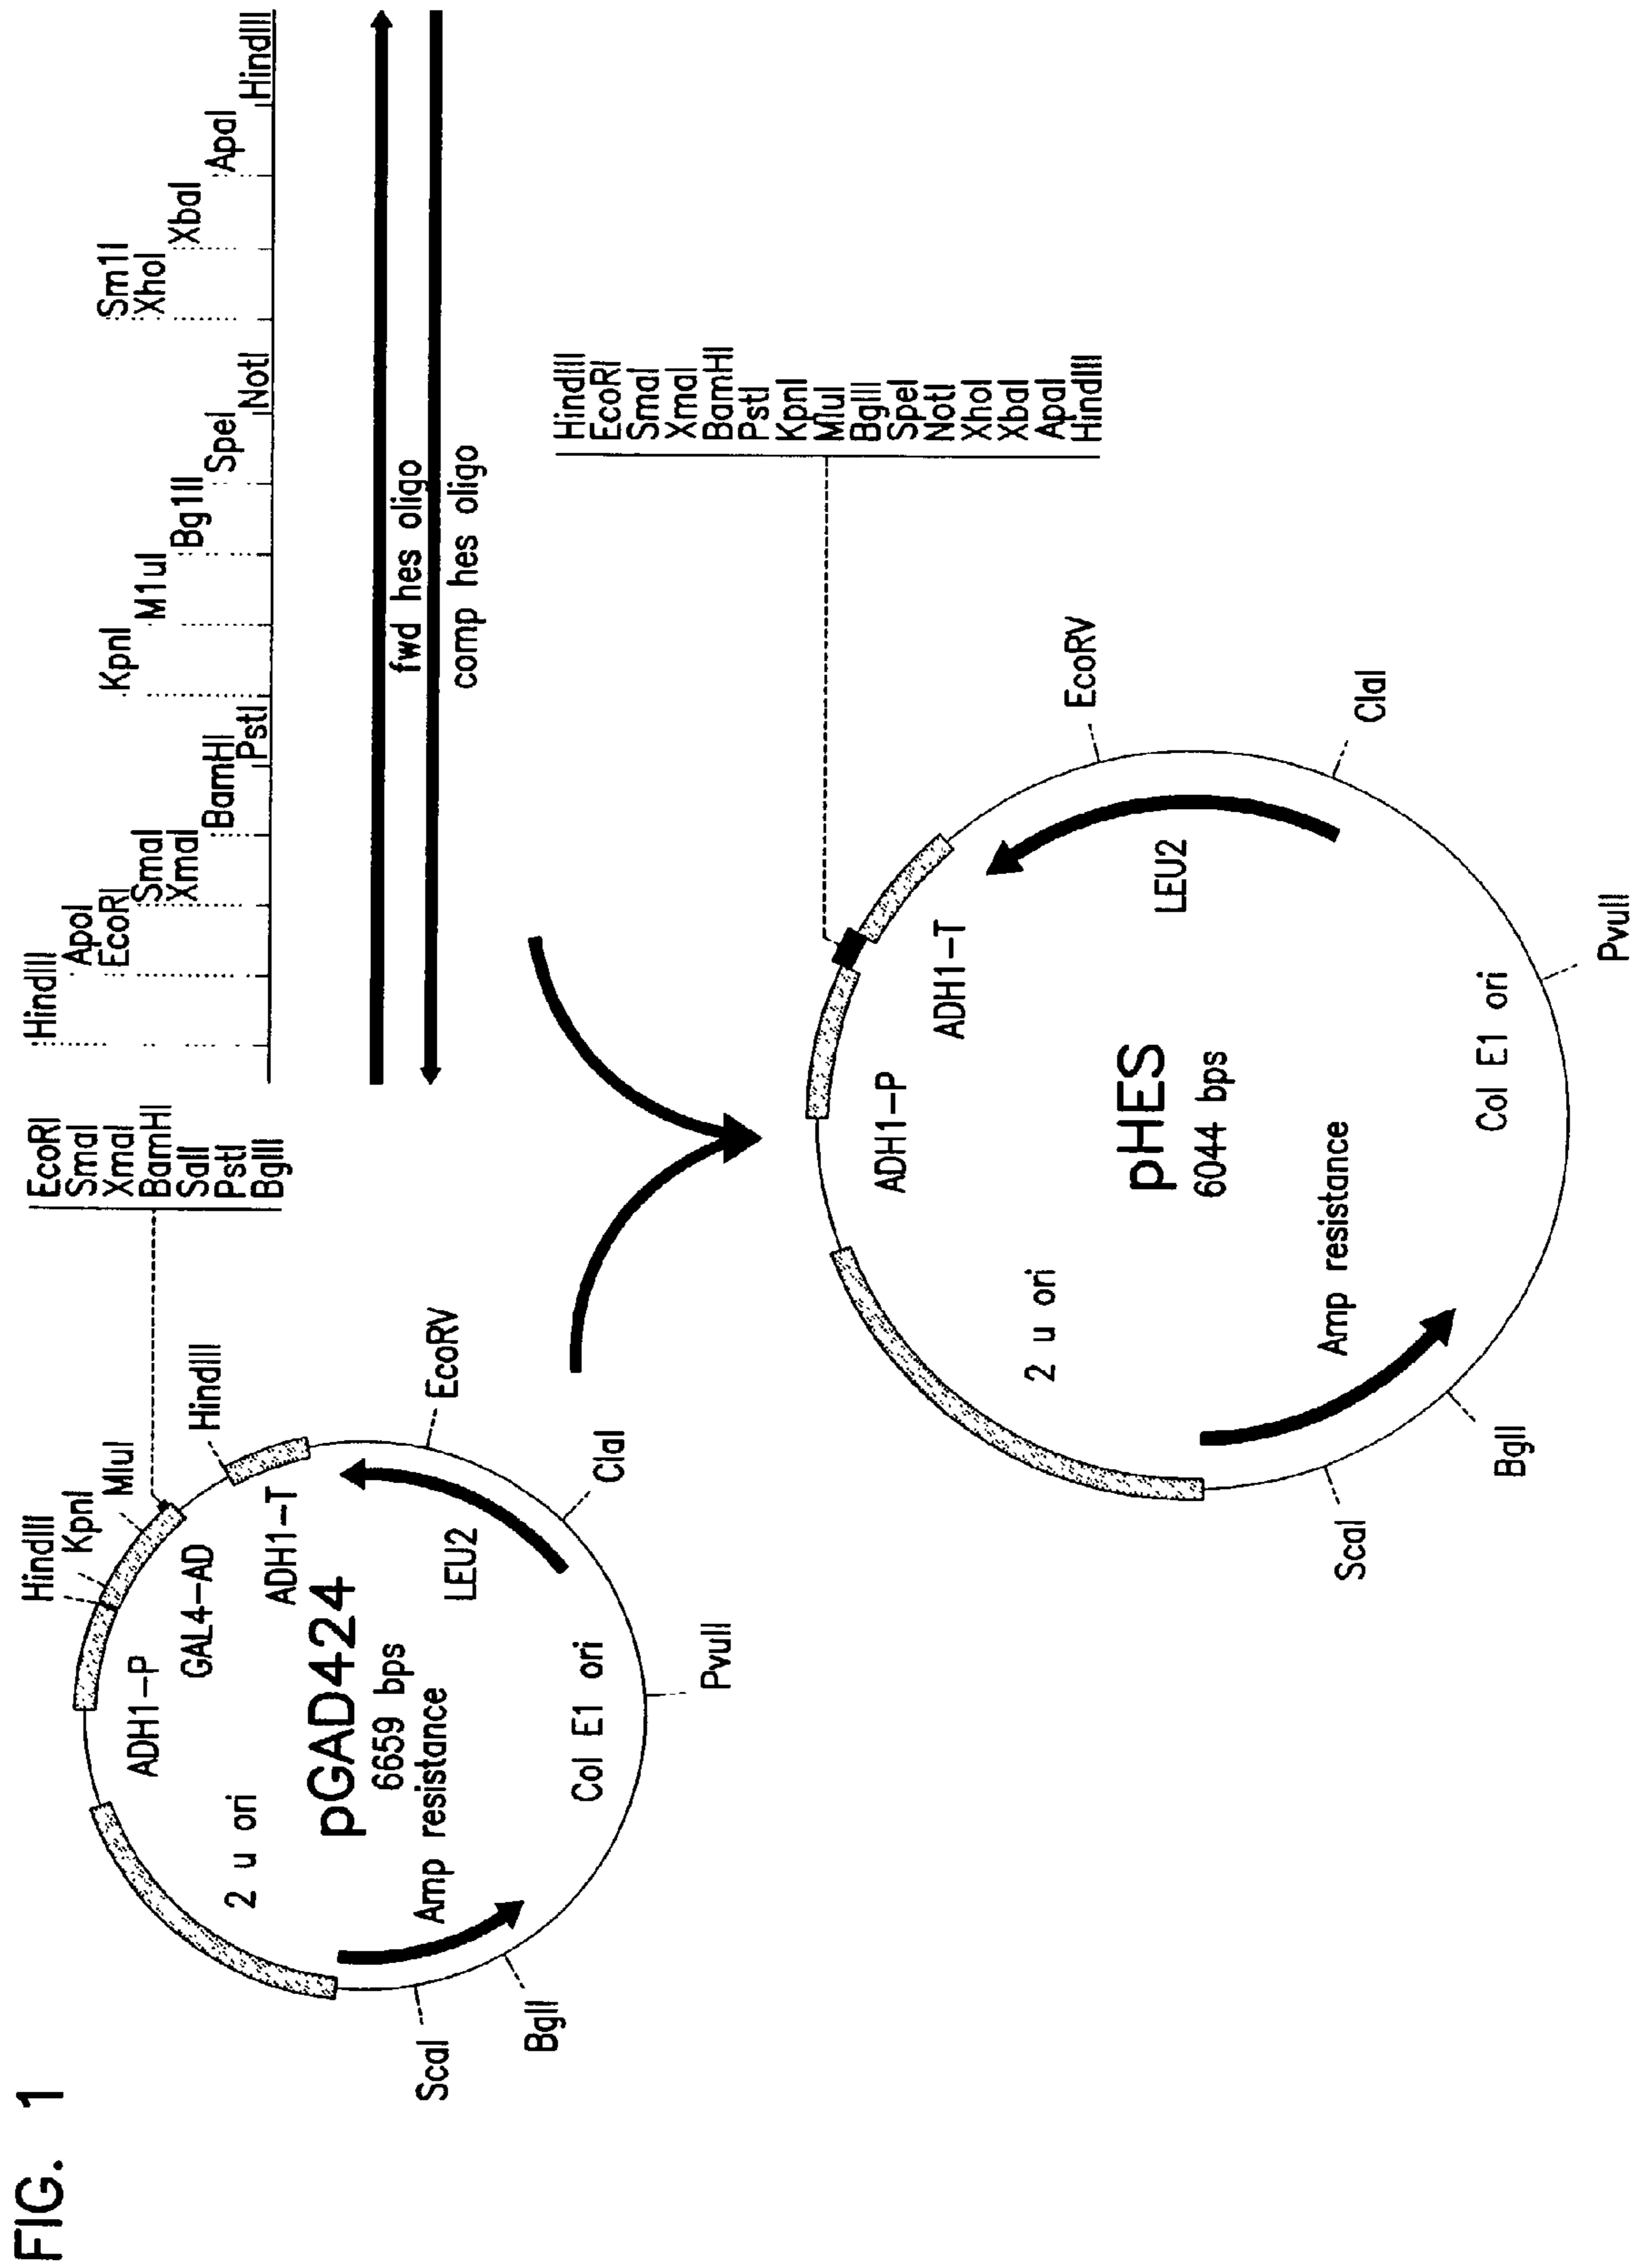 FIG. 1
HindIII
KpnI
MluI
EcoRI
SmaI
XmaI
BamHI
SalI
PstI
BglII
HindIII
ADH1-P
GAL4-AD
ADH1-T
2 u ori
pGAD424
6659 bps
Amp resistance
LEU2
EcoRV
ClaI
Col E1 ori
PvuII
ScaI
BglI
HindIII
ApoI
EcoRI
SmaI
XmaI
BamHI
PstI
KpnI
M1uI
Bg1II
SpeI
NotI
Sm1I
XhoI
XbaI
ApaI
HindIII
fwd hes oligo
comp hes oligo
HindIII
EcoRI
SmaI
XmaI
BamHI
PstI
KpnI
MluI
BglII
SpeI
NotI
XhoI
XbaI
ApaI
HindIII
ADH1-P
ADH1-T
EcoRV
2 u ori
pHES
6044 bps
LEU2
ClaI
Amp resistance
Col E1 ori
PvuII
ScaI
BglI